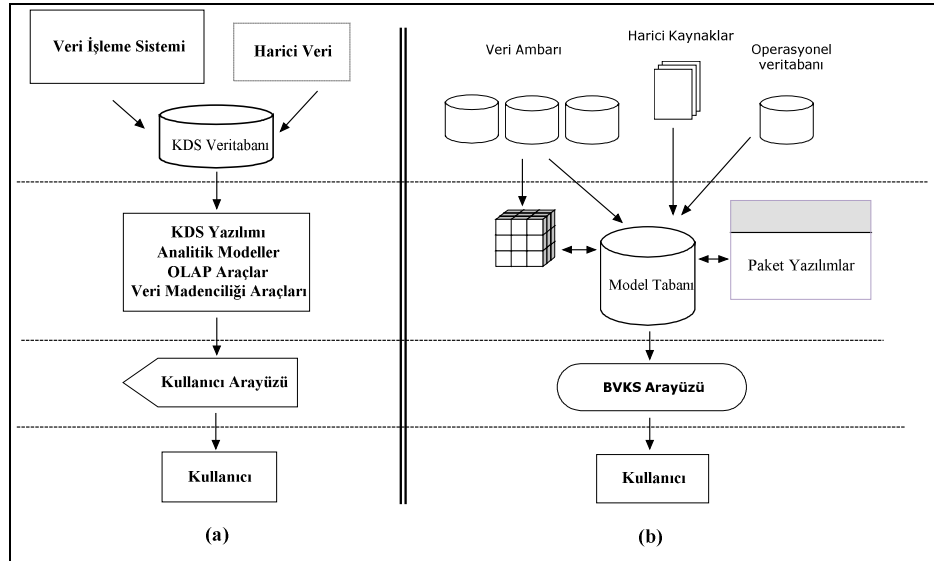 Veri İşleme Sistemi
Harici Veri
KDS Veritabanı
KDS Yazılımı
Analitik Modeller
OLAP Araçlar
Veri Madenciliği Araçları
Kullanıcı Arayüzü
Kullanıcı
(a)
Veri Ambarı
Harici Kaynaklar
Operasyonel
veritabanı
Model Tabanı
Paket Yazılımlar
BVKS Arayüzü
Kullanıcı
(b)